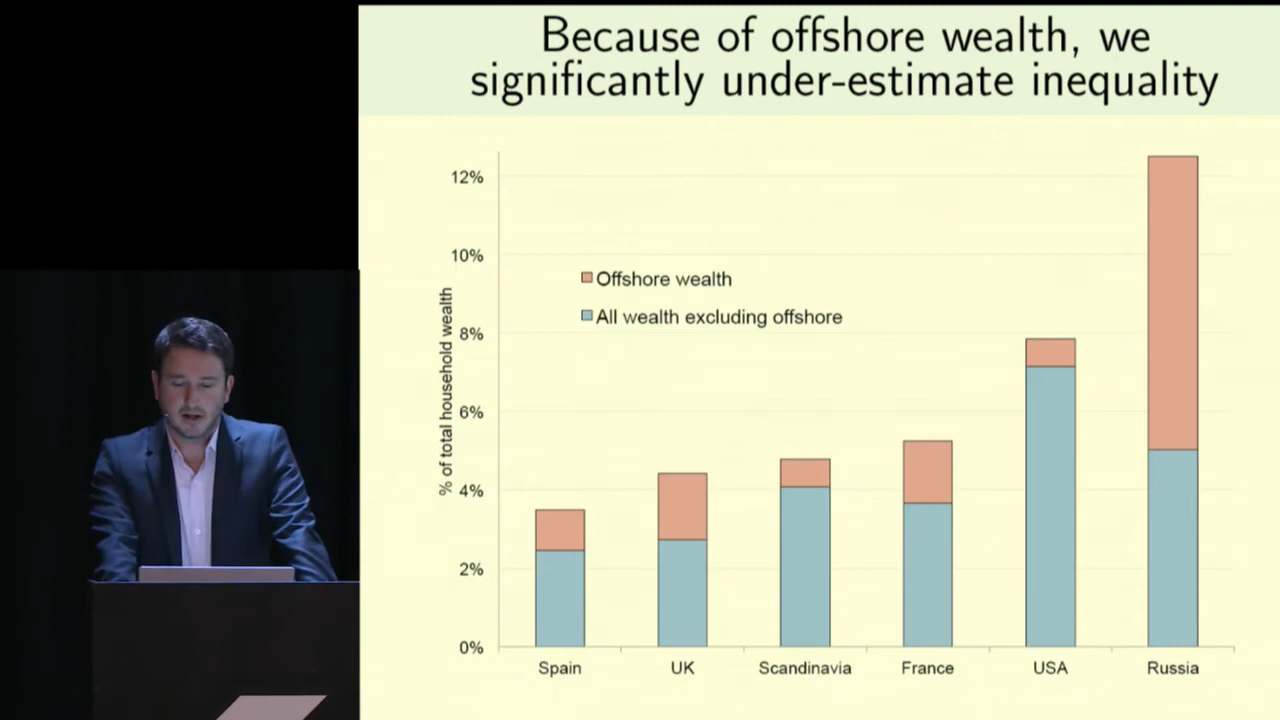 Because of offshore wealth, we
significantly under-estimate inequality
12%
10%
8%
6%
4%
2%
0%
% of total household wealth
Offshore wealth
All wealth excluding offshore
Spain
UK
Scandinavia
France
USA
Russia